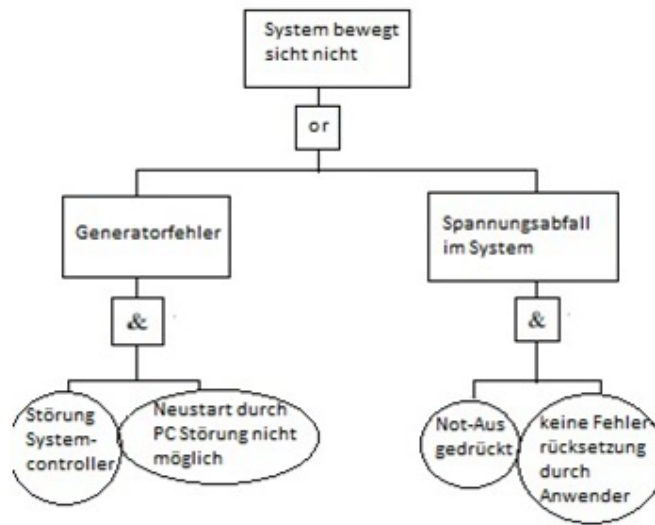 System bewegt
sicht nicht
or
Generatorfehler
Spannungsabfall
im System
&
&
Störung
System-
controller
Neustart durch
PC Störung nicht
möglich
Not-Aus
gedrückt
keine Fehler-
rücksetzung
durch
Anwender